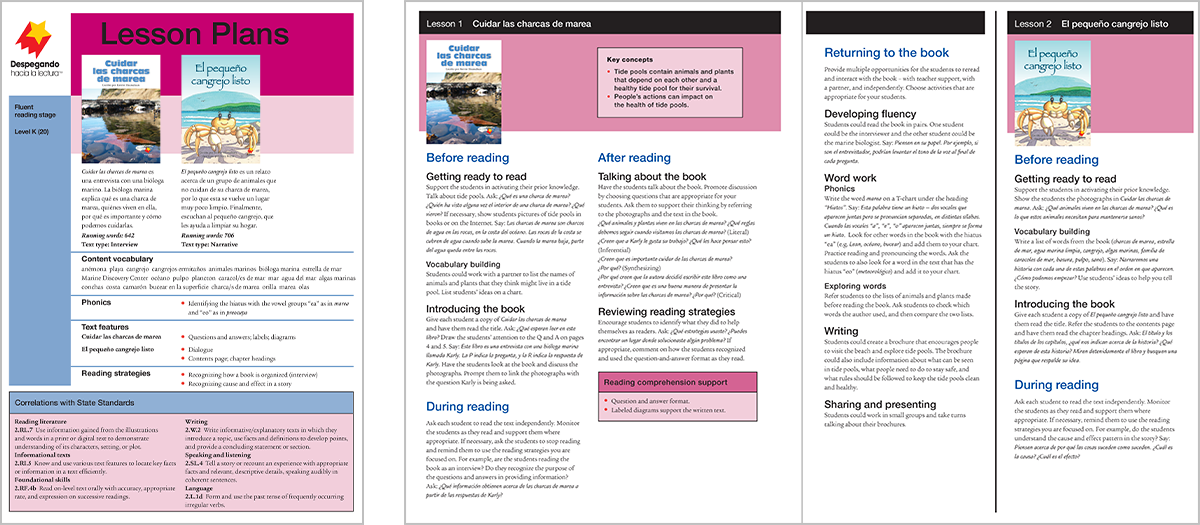 Lesson Plans
Despegando
hacia la lectura™
Cuidar
las charcas
de marea
El pequeño
cangrejo listo
Fluent
reading stage
Level K (20)
Cuidar las charcas de marea es
una entrevista con una bióloga
marina. La bióloga marina
explica qué es una charca de
marea, quiénes viven en ella,
por qué es importante y cómo
podemos cuidarlas.
Running words: 642
Text type: Interview
El pequeño cangrejo listo es un relato
acerca de un grupo de animales que
no cuidan de su charca de marea,
por lo que esta se vuelve un lugar
muy poco limpio. Finalmente,
escuchan al pequeño cangrejo, que
les ayuda a limpiar su hogar.
Running words: 706
Text type: Narrative
Content vocabulary
anémona playa cangrejo cangrejos ermitaños animales marinos bióloga marina estrella de mar
Marine Discovery Center océano pulpo plancton caracol/es de mar mar agua del mar algas marinas
conchas costa camarón bucear en la superficie charca/s de marea orilla marea olas
Phonics
• Identifying the hiatus with the vowel groups "ea" as in marea
and "eo" as in preocupa
Text features
Cuidar las charcas de marea
• Questions and answers; labels; diagrams
El pequeño cangrejo listo
• Dialogue
• Contents page, chapter headings
Reading strategies
• Recognizing how a book is organized (interview)
• Recognizing cause and effect in a story
Correlations with State Standards
Reading literature
2.RL.7 Use information gained from the illustrations
and words in a print or digital text to demonstrate
understanding of its characters, setting, or plot.
Informational texts
2.RI.5 Know and use various text features to locate key facts
or information in a text efficiently.
Foundational skills
2.RF.4b Read on-level text orally with accuracy, appropriate
rate, and expression on successive readings.
Writing
2.W.2 Write informative/explanatory texts in which they
introduce a topic, use facts and definitions to develop points,
and provide a concluding statement or section.
Speaking and listening
2.SL.4 Tell a story or recount an experience with appropriate
facts and relevant, descriptive details, speaking audibly in
coherent sentences.
Language
2.L.1d Form and use the past tense of frequently occurring
irregular verbs.
Lesson 1 Cuidar las charcas de marea
Cuidar
las charcas
de marea
Key concepts
• Tide pools contain animals and plants
that depend on each other and a
healthy tide pool for their survival.
• People's actions can impact on
the health of tide pools.
Before reading
Getting ready to read
Support the students in activating their prior knowledge.
Talk about tide pools. Ask: ¿Qué es una charca de marea?
¿Quién ha visto alguna vez el interior de una charca de marea? ¿Qué
vieron? If necessary, show students pictures of tide pools in
the book or on the Internet. Say: Las charcas de marea son charcas
de agua en las rocas, en la costa del océano. Las rocas de la costa se
cubren de agua cuando sube la marea. Cuando la marea baja, parte
del agua queda entre las rocas.
Vocabulary building
Students could work with a partner to list the names of
animals and plants that they think might live in a tide
pool. List students' ideas on a chart.
Introducing the book
Give each student a copy of Cuidar las charcas de marea
and have them read the title. Ask: ¿Qué esperan leer en este
libro? Draw the students' attention to the Q and A on pages
4 and 5. Say: Este libro es una entrevista con una bióloga marina
llamada Karly. La P indica la pregunta, y la R indica la respuesta de
Karly. Have the students look at the book and discuss the
photographs. Prompt them to link the photographs with
the question Karly is being asked.
During reading
Ask each student to read the text independently. Monitor
the students as they read and support them where
appropriate. If necessary, ask the students to stop reading
and remind them to use the reading strategies you are
focused on. For example, are the students reading the
book as an interview? Do they recognize the purpose of
the questions and answers in providing information?
Ask: ¿Qué información obtienen acerca de las charcas de marea a
partir de las respuestas de Karly?
After reading
Talking about the book
Have the students talk about the book. Promote discussion
by choosing questions that are appropriate for your
students. Ask them to support their thinking by referring
to the photographs and the text in the book.
¿Qué animales y plantas viven en las charcas de marea? ¿Qué reglas
debemos seguir cuando visitamos las charcas de marea? (Literal)
¿Creen que a Karly le gusta su trabajo? ¿Qué les hace pensar esto?
(Inferential)
¿Creen que es importante cuidar de las charcas de marea?
¿Por qué? (Synthesizing)
¿Por qué creen que la autora decidió escribir este libro como una
entrevista? ¿Creen que es una buena manera de presentar la
información sobre las charcas de marea? ¿Por qué? (Critical)
Reviewing reading strategies
Encourage students to identify what they did to help
themselves as readers. Ask: ¿Qué estrategias usaste? ¿Puedes
encontrar un lugar donde solucionaste algún problema? If
appropriate, comment on how the students recognized
and used the question-and-answer format as they read.
Reading comprehension support
• Question and answer format.
• Labeled diagrams support the written text.
Returning to the book
Provide multiple opportunities for the students to reread
and interact with the book – with teacher support, with
a partner, and independently. Choose activities that are
appropriate for your students.
Developing fluency
Students could read the book in pairs. One student
could be the interviewer and the other student could be
the marine biologist. Say: Piensen en su papel. Por ejemplo, si
son el entrevistador, podrían levantar el tono de la voz al final de
cada pregunta.
Word work
Phonics
Write the word marea on a T-chart under the heading
"Hiatus". Say: Esta palabra tiene un hiato – dos vocales que
aparecen juntas pero se pronuncian separadas, en distintas sílabas.
Cuando las vocales "a", "e", "o" aparecen juntas, siempre se forma
un hiato. Look for other words in the book with the hiatus
"ea" (e.g. Lean, océano, bucear) and add them to your chart.
Practice reading and pronouncing the words. Ask the
students to also look for a word in the text that has the
hiatus "eo" (meteorológico) and add it to your chart.
Exploring words
Refer students to the lists of animals and plants made
before reading the book. Ask students to check which
words the author used, and then compare the two lists.
Writing
Students could create a brochure that encourages people
to visit the beach and explore tide pools. The brochure
could also include information about what can be seen
in tide pools, what people need to do to stay safe, and
what rules should be followed to keep the tide pools clean
and healthy.
Sharing and presenting
Students could work in small groups and take turns
talking about their brochures.
Lesson 2 El pequeño cangrejo listo
El pequeño
cangrejo listo
Before reading
Getting ready to read
Support the students in activating their prior knowledge.
Show the students the photographs in Cuidar las charcas de
marea. Ask: ¿Qué animales viven en las charcas de marea? ¿Qué es
lo que estos animales necesitan para mantenerse sanos?
Vocabulary building
Write a list of words from the book (charcas de marea, estrella
de mar, agua marina limpia, cangrejo, algas marinas, familia de
caracoles de mar, basura, pulpo, saro). Say: Narraremos una
historia con cada una de estas palabras en el orden en que aparecen.
¿Cómo podemos empezar? Use students' ideas to help you tell
the story.
Introducing the book
Give each student a copy of El pequeño cangrejo listo and
have them read the title. Refer to the contents page
and have them read the chapter headings. Ask: El título y los
títulos de los capítulos, ¿qué nos indican acerca de la historia? ¿Qué
esperan de esta historia? Miren detenidamente el libro y busquen una
página que respalde su idea.
During reading
Ask each student to read the text independently. Monitor
the students as they read and support them where
appropriate. If necessary, remind them to use the reading
strategies you are focused on. For example, do the students
understand the cause and effect pattern in the story? Say:
Piensen acerca de por qué las cosas suceden como suceden. ¿Cuál es
la causa? ¿Cuál es el efecto?